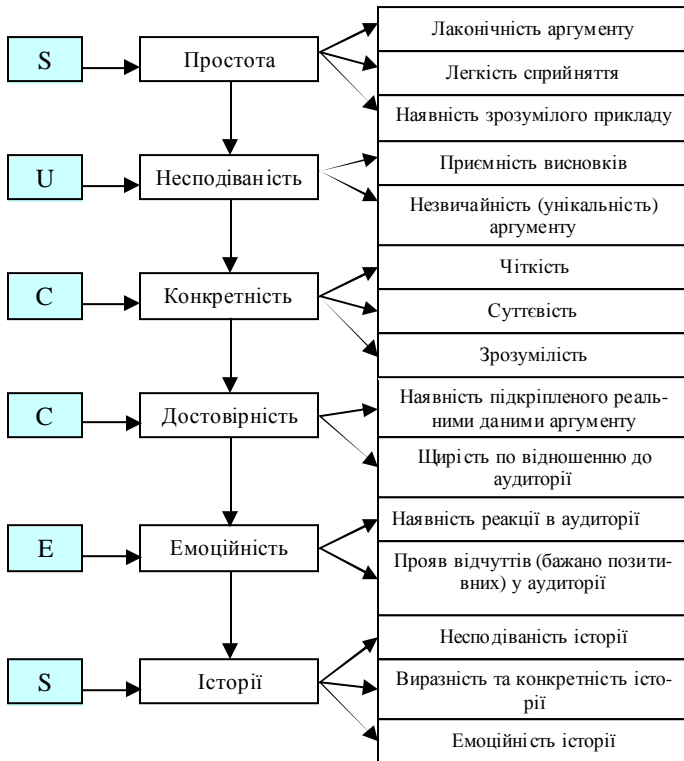 S
Простота
Лаконічність аргументу
Легкість сприйняття
Наявність зрозумілого прикладу
U
Несподіваність
Приємність висновків
Незвичайність (унікальність)
аргументу
C
Конкретність
Чіткість
Суттєвість
Зрозумілість
C
Достовірність
Наявність підкріпленого реаль-
ними даними аргументу
Щирість по відношенню до
аудиторії
E
Емоційність
Наявність реакції в аудиторії
Прояв відчуттів (бажано позити-
вних) у аудиторії
S
Історії
Несподіваність історії
Виразність та конкретність істо-
рії
Емоційність історії